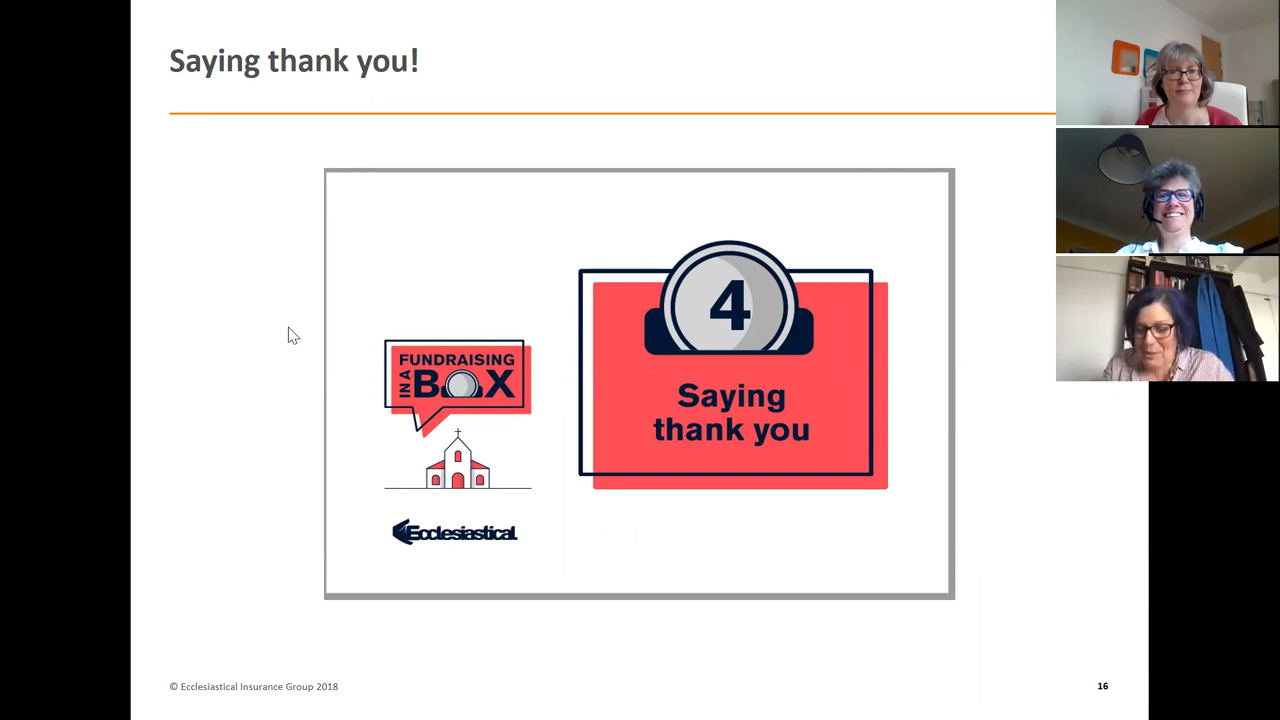 Saying thank you!
FUNDRAISING
IN A
BOX
Ecclesiastical
4
Saying
thank you
© Ecclesiastical Insurance Group 2018
16